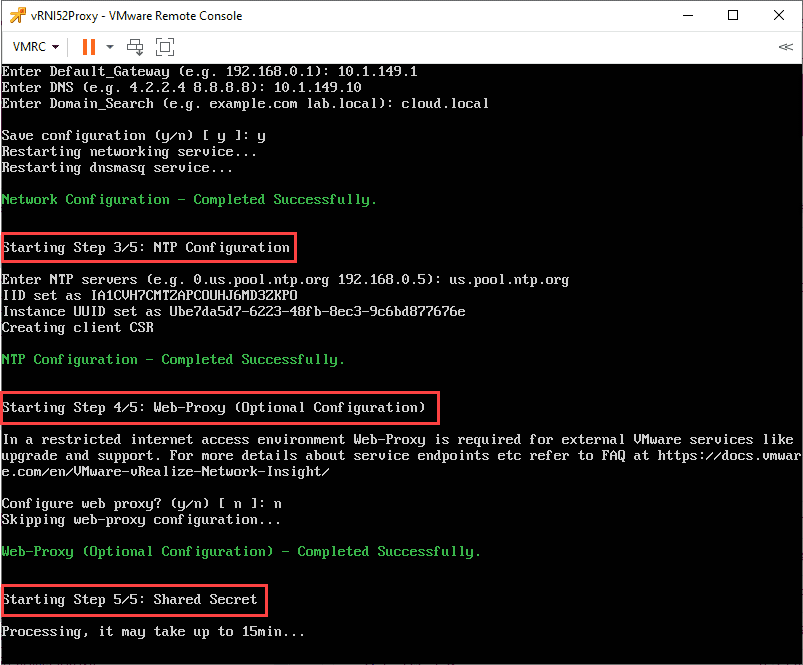 vRNI52Proxy - VMware Remote Console
VMRC
Enter Default_Gateway (e.g. 192.168.0.1): 10.1.149.1
Enter DNS (e.g. 4.2.2.4 8.8.8.8): 10.1.149.10
Enter Domain_Search (e.g. example.com lab.local): cloud.local
Save configuration (y/n) [ y ]: y
Restarting networking service...
Restarting dnsmasq service...
Network Configuration - Completed Successfully.
Starting Step 3/5: NTP Configuration
Enter NTP servers (e.g. 0.us.pool.ntp.org 192.168.0.5): us.pool.ntp.org
IID set as IA1CVH7CMTZAPCOUHJ6MD3ZKPO
Instance UUID set as Ube7da5d7-6223-48fb-8ec3-9c6bd877676e
Creating client CSR
NTP Configuration - Completed Successfully.
Starting Step 4/5: Web-Proxy (Optional Configuration)
In a restricted internet access environment Web-Proxy is required for external VMware services like
upgrade and support. For more details about service endpoints etc refer to FAQ at https://docs.vmwar
e.com/en/VMware-vRealize-Network-Insight/
Configure web proxy? (y/n) [ n ]: n
Skipping web-proxy configuration...
Web-Proxy (Optional Configuration) - Completed Successfully.
Starting Step 5/5: Shared Secret
Processing, it may take up to 15min...